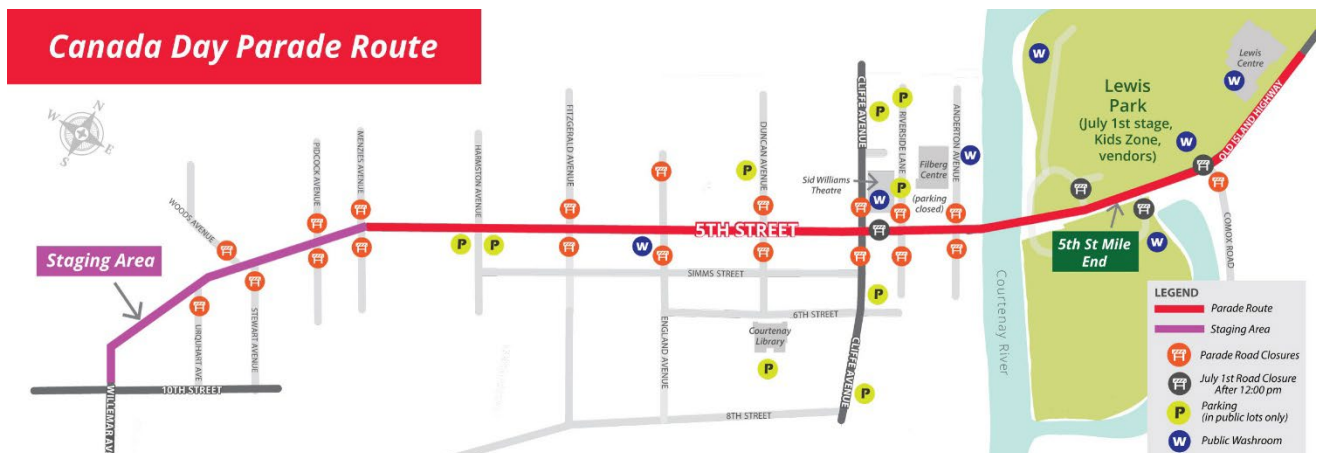 Canada Day Parade Route
N
W
E
S
Staging Area
WOODS AVENUE
PIDCOCK AVENUE
MENZIES AVENUE
HARMSTON AVENUE
FITZGERALD AVENUE
DUNCAN AVENUE
CLIFFE AVENUE
RIVERSIDE LANE
ANDERTON AVENUE
Sid Williams
Theatre
Filberg
Centre
(parking
closed)
Lewis
Park
(July 1st stage,
Kids Zone,
vendors)
Lewis
Centre
OLD ISLAND HIGHWAY
5TH STREET
5th St Mile
End
COMOX ROAD
Courtenay River
SIMMS STREET
6TH STREET
Courtenay
Library
8TH STREET
ENGLAND AVENUE
CLIFFE AVENUE
URQUHART AVE
STEWART AVENUE
10TH STREET
WILLEMAR AV
P
P
P
P
P
P
P
P
P
P
W
W
W
W
W
W
W
LEGEND
Parade Route
Staging Area
Parade Road Closures
July 1st Road Closure
After 12:00 pm
P Parking
(in public lots only)
W Public Washroom